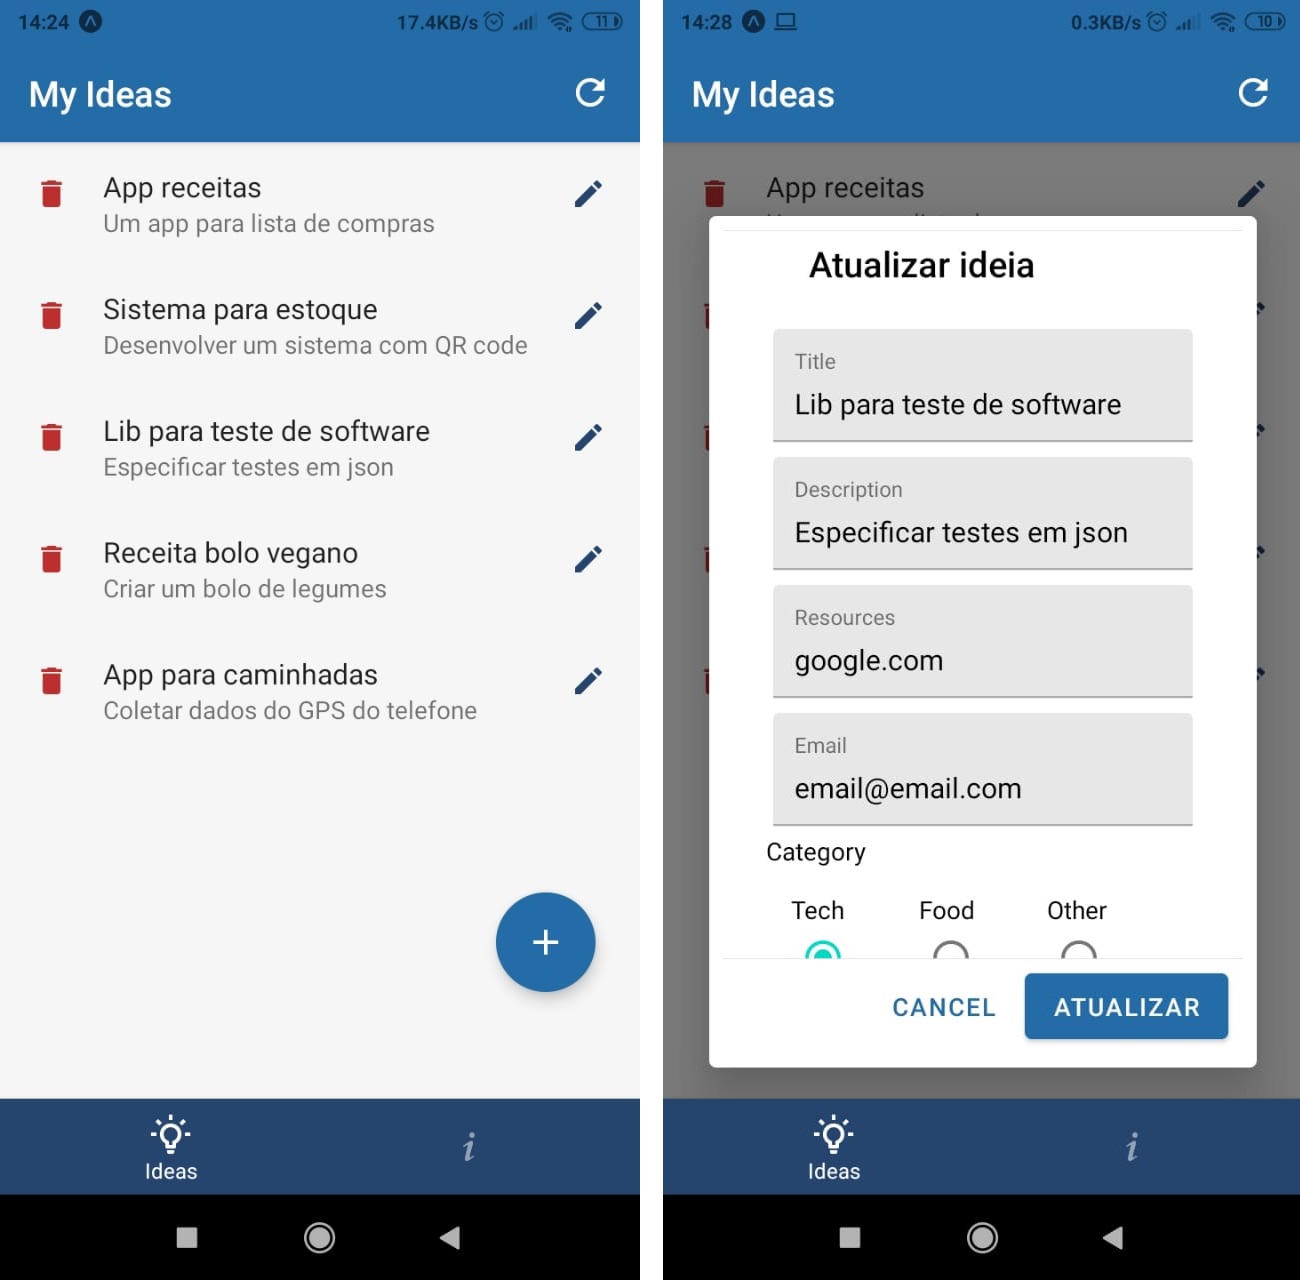 14:24
17.4KB/s
11
My Ideas
App receitas
Um app para lista de compras
Sistema para estoque
Desenvolver um sistema com QR code
Lib para teste de software
Especificar testes em json
Receita bolo vegano
Criar um bolo de legumes
App para caminhadas
Coletar dados do GPS do telefone
+
Ideas
i
14:28
0.3KB/s
10
My Ideas
App receitas
Atualizar ideia
Title
Lib para teste de software
Description
Especificar testes em json
Resources
google.com
Email
email@email.com
Category
Tech Food Other
CANCEL ATUALIZAR
Ideas
i